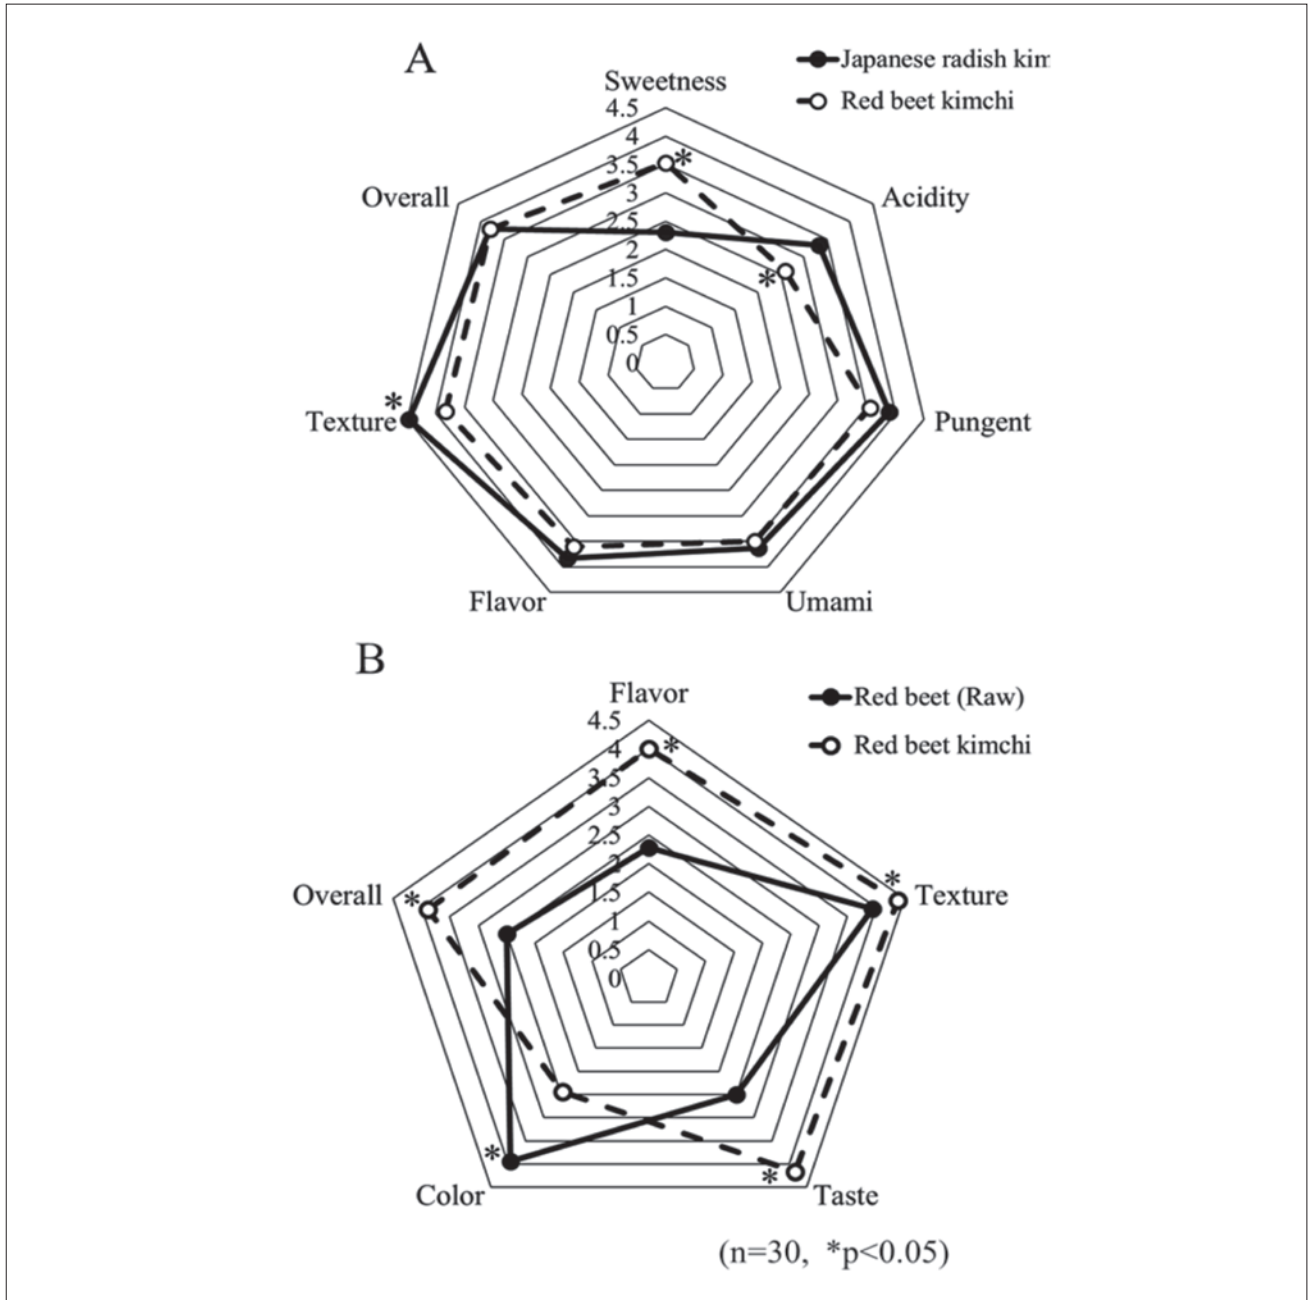 A
Japanese radish kim
Red beet kimchi
Sweetness
4.5
4
3.5
3
2.5
2
1.5
1
0.5
0
*
Acidity
*
Overall
Texture
*
Pungent
Flavor
Umami
B
Red beet (Raw)
Red beet kimchi
Flavor
4.5
4
3.5
3
2.5
2
1.5
1
0.5
0
*
Overall
*
*
Texture
Color
*
*
Taste
(n=30, *p<0.05)